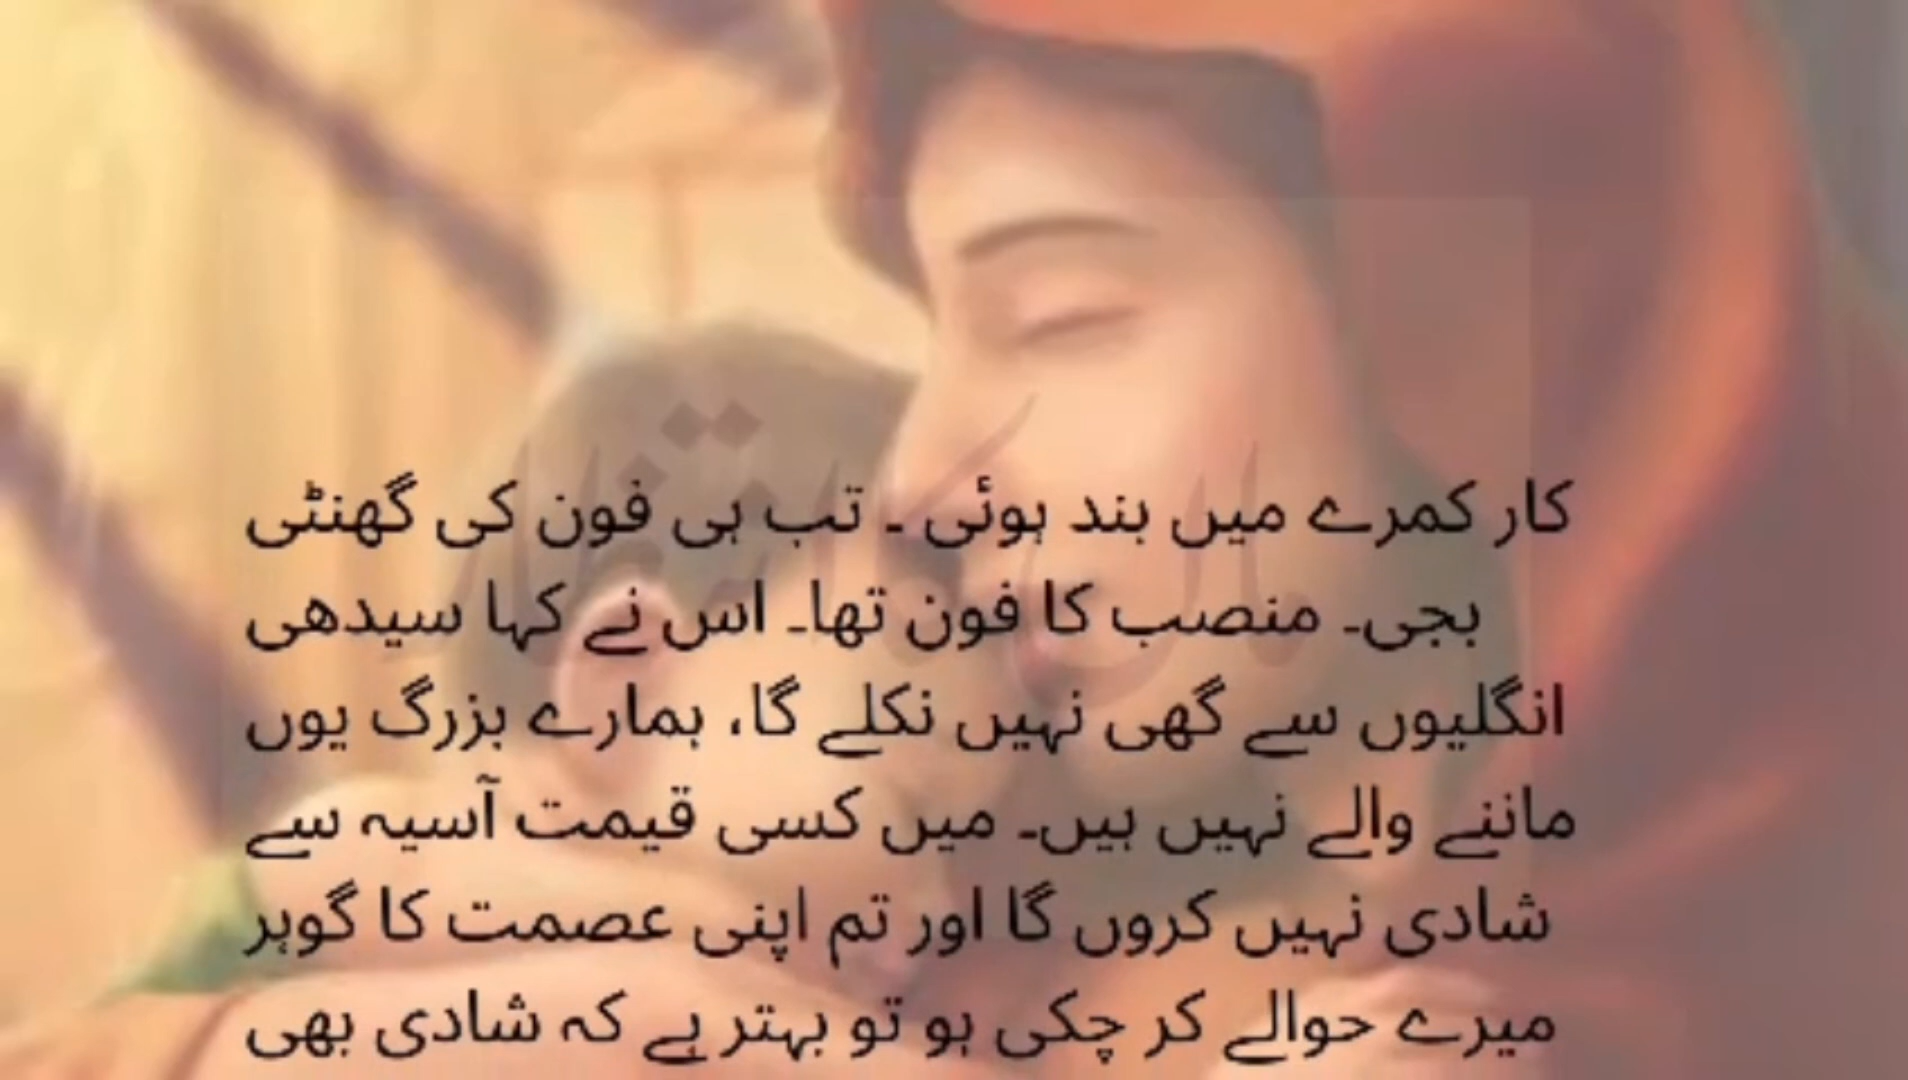 ماں کا انتظار
کار کمرے میں بند ہوئی ۔ تب ہی فون کی گھنٹی
بجی۔ منصب کا فون تھا۔ اس نے کہا سیدھی
انگلیوں سے گھی نہیں نکلے گا، ہمارے بزرگ یوں
ماننے والے نہیں ہیں۔ میں کسی قیمت آسیہ سے
شادی نہیں کروں گا اور تم اپنی عصمت کا گوہر
میرے حوالے کر چکی ہو تو بہتر ہے کہ شادی بھی